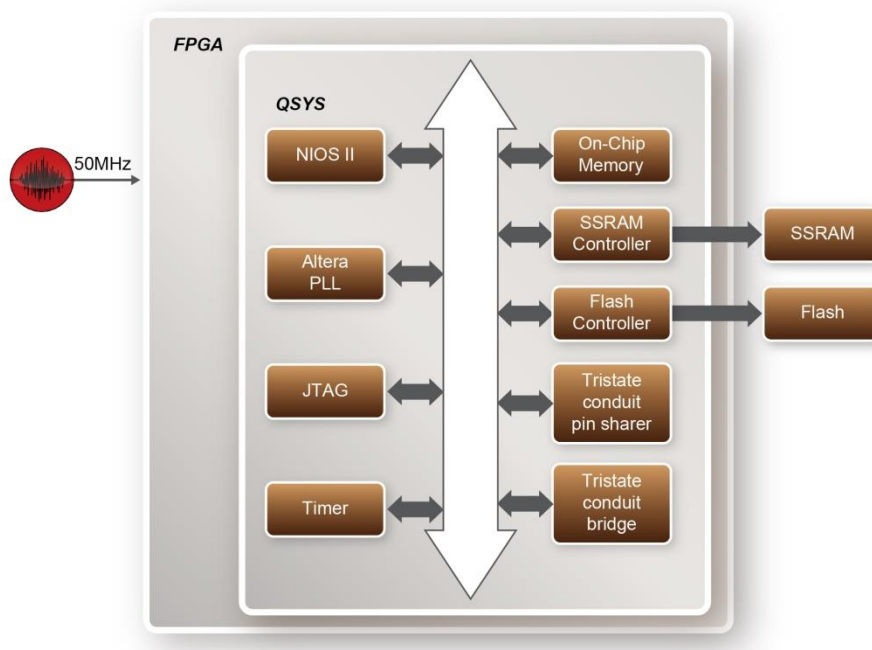 FPGA
QSYS
50MHz
NIOS II
On-Chip
Memory
SSRAM
Controller
SSRAM
Altera
PLL
Flash
Controller
Flash
JTAG
Tristate
conduit
pin sharer
Timer
Tristate
conduit
bridge